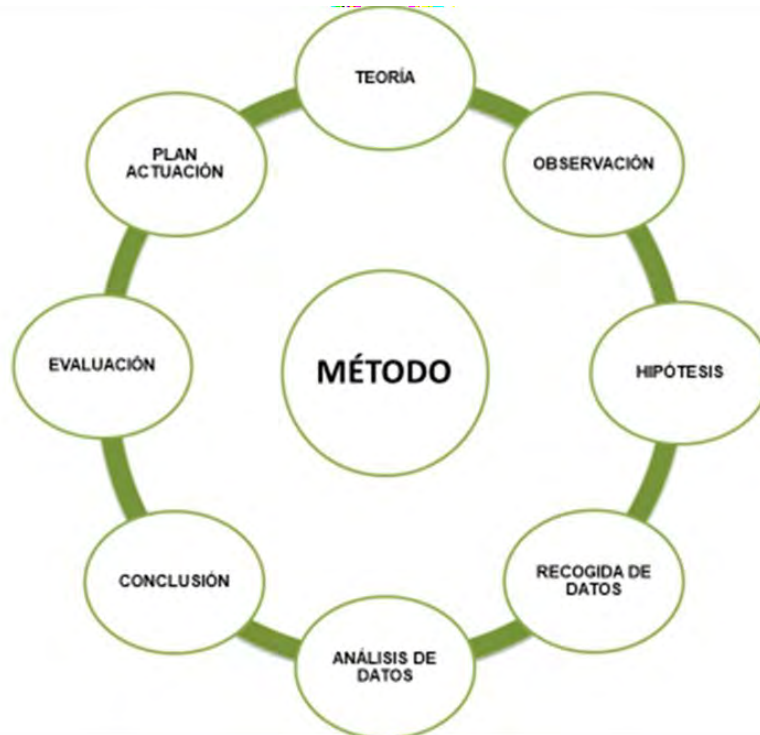 TEORÍA
OBSERVACIÓN
HIPÓTESIS
RECOGIDA DE
DATOS
ANÁLISIS DE
DATOS
CONCLUSIÓN
EVALUACIÓN
PLAN
ACTUACIÓN
MÉTODO